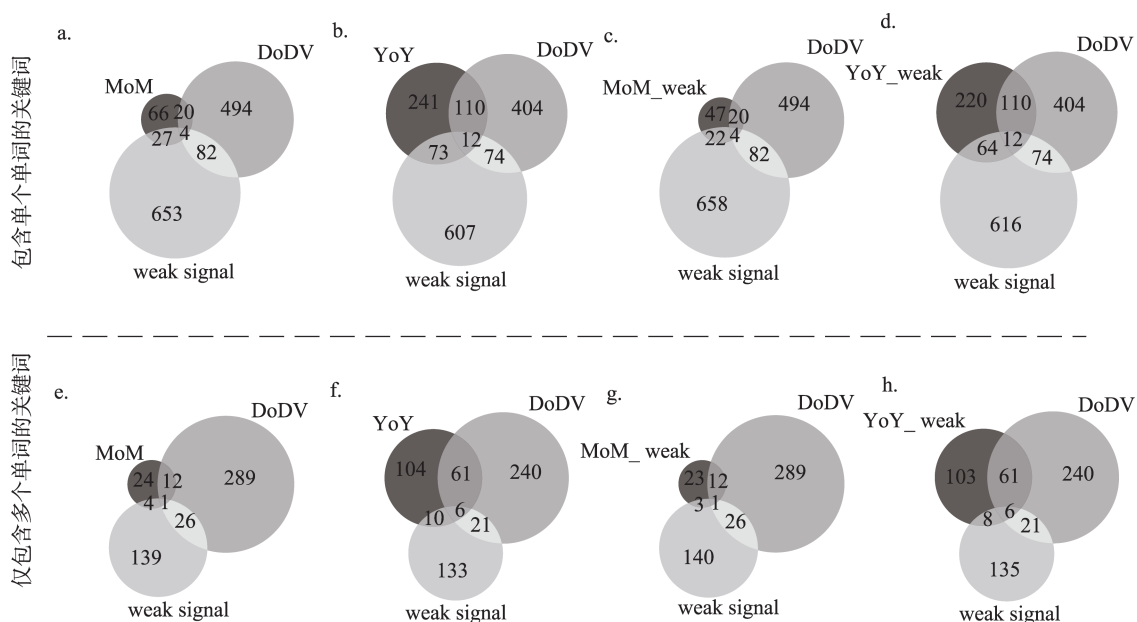 包含单个单词的关键词
a.
MoM
DoDV
66
20
494
27
4
82
653
weak signal
b.
YoY
DoDV
241
110
404
73
12
74
607
weak signal
c.
MoM_weak
DoDV
47
20
494
22
4
82
658
weak signal
d.
YoY_weak
DoDV
220
110
404
64
12
74
616
weak signal
仅包含多个单词的关键词
e.
MoM
DoDV
24
12
289
4
1
26
139
weak signal
f.
YoY
DoDV
104
61
240
10
6
21
133
weak signal
g.
MoM_ weak
DoDV
23
12
289
3
1
26
140
weak signal
h.
YoY_ weak
DoDV
103
61
240
8
6
21
135
weak signal